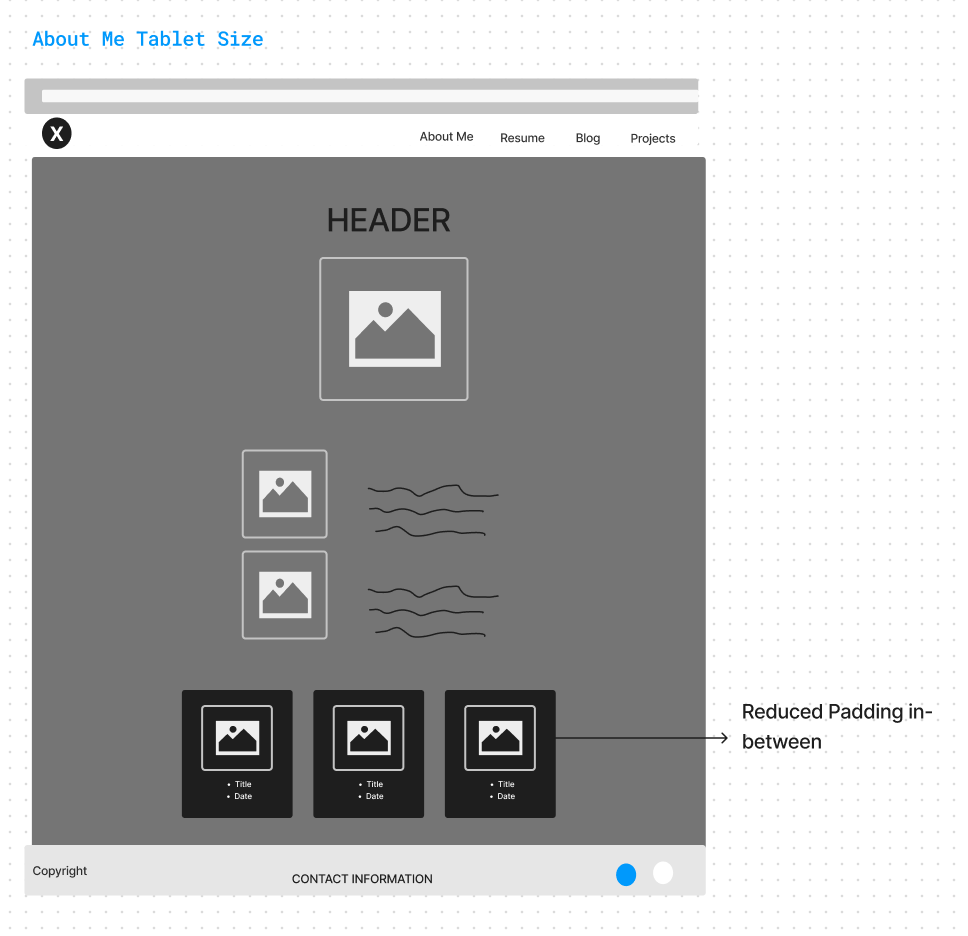 About Me Tablet Size
X
About Me Resume Blog Projects
HEADER
Reduced Padding in-
between
• Title
• Date
• Title
• Date
• Title
• Date
Copyright
CONTACT INFORMATION